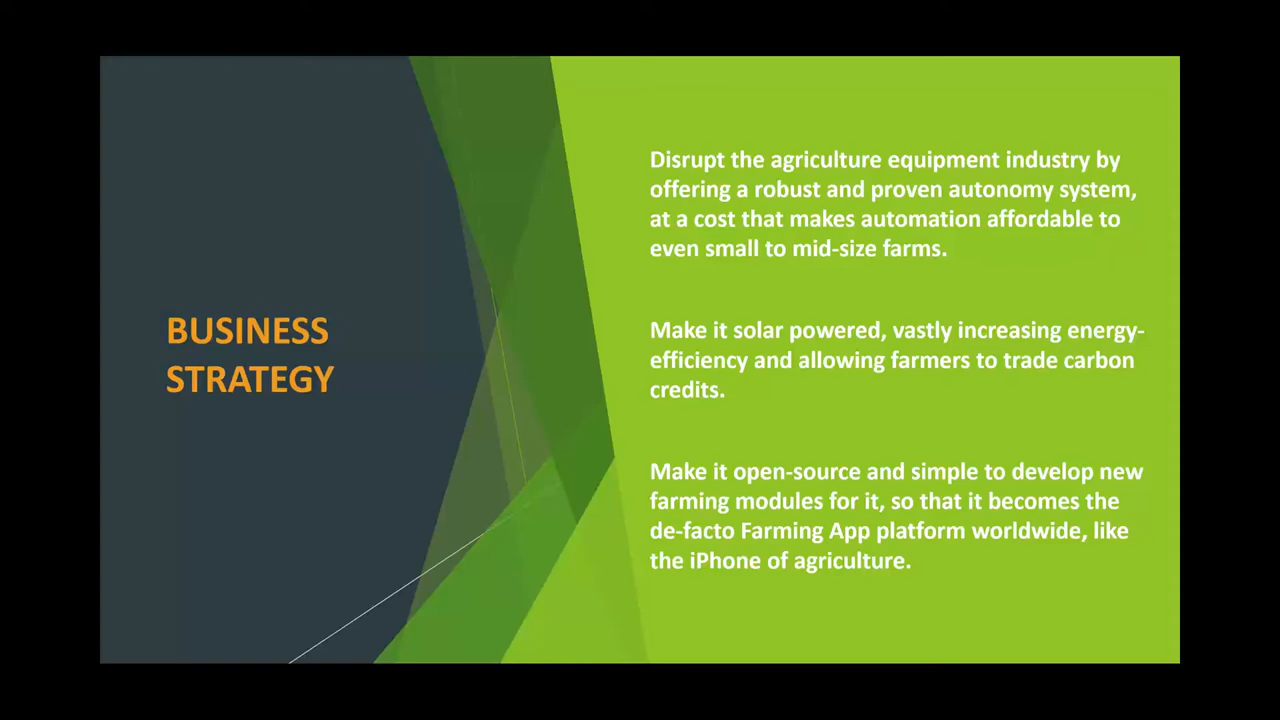 BUSINESS
STRATEGY
Disrupt the agriculture equipment industry by
offering a robust and proven autonomy system,
at a cost that makes automation affordable to
even small to mid-size farms.
Make it solar powered, vastly increasing energy-
efficiency and allowing farmers to trade carbon
credits.
Make it open-source and simple to develop new
farming modules for it, so that it becomes the
de-facto Farming App platform worldwide, like
the iPhone of agriculture.